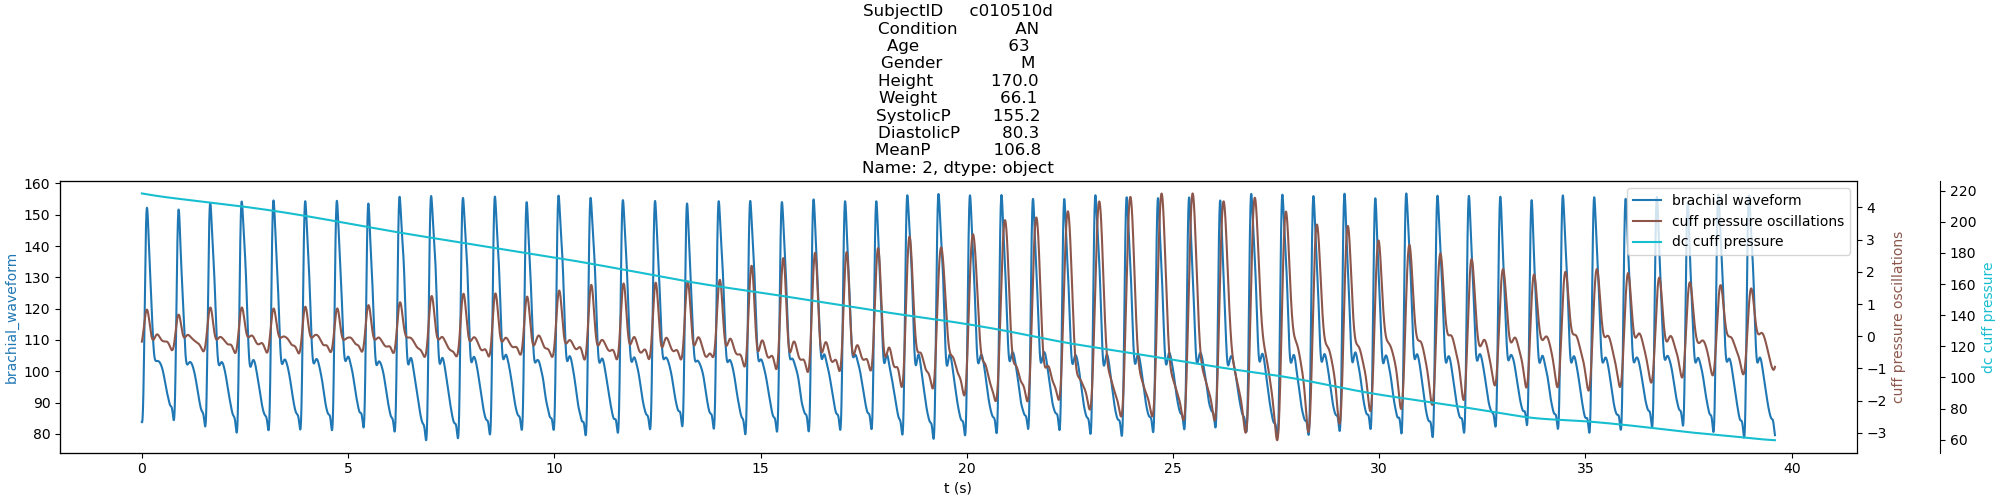 SubjectID c010510d
Condition AN
Age 63
Gender M
Height 170.0
Weight 66.1
SystolicP 155.2
DiastolicP 80.3
MeanP 106.8
Name: 2, dtype: object
160
150
140
130
120
110
100
90
80
brachial_waveform
0
5
10
15
20
25
30
35
40
t (s)
brachial waveform
cuff pressure oscillations
dc cuff pressure
4
3
2
1
0
−1
−2
−3
cuff pressure oscillations
220
200
180
160
140
120
100
80
60
dc cuff pressure